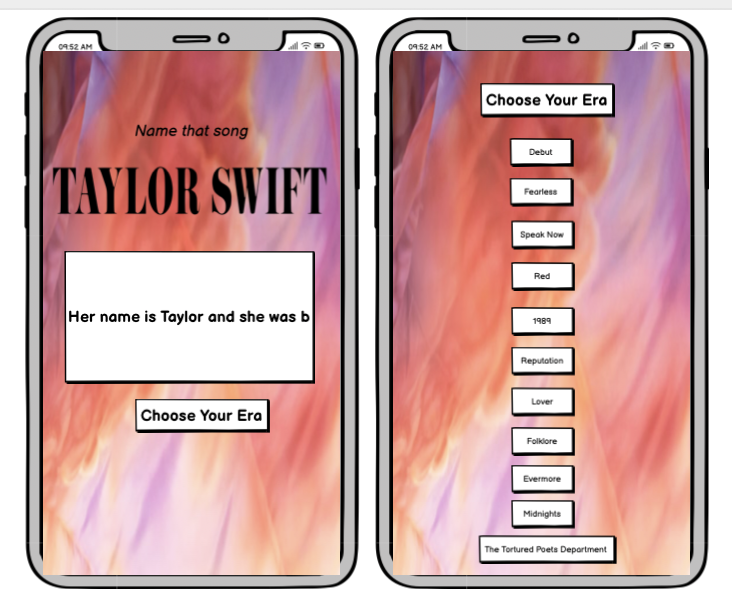 09:52 AM
Name that song
TAYLOR SWIFT
Her name is Taylor and she was b
Choose Your Era
09:52 AM
Choose Your Era
Debut
Fearless
Speak Now
Red
1989
Reputation
Lover
Folklore
Evermore
Midnights
The Tortured Poets Department